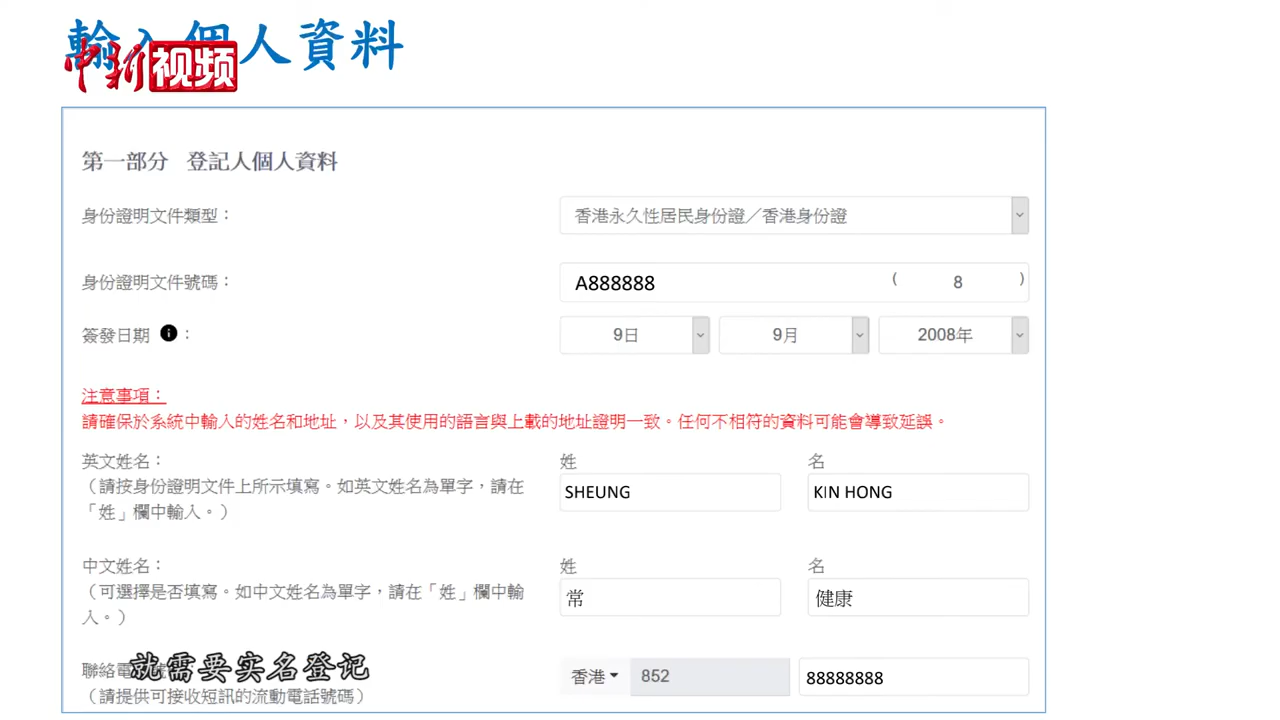 輸入個人資料
中新视频
第一部分 登記人個人資料
身份證明文件類型：
香港永久性居民身份證／香港身份證
身份證明文件號碼：
A888888 ( 8 )
簽發日期 i ：
9日 9月 2008年
注意事項：
請確保於系統中輸入的姓名和地址，以及其使用的語言與上載的地址證明一致。任何不相符的資料可能會導致延誤。
英文姓名：
（請按身份證明文件上所示填寫。如英文姓名為單字，請在
「姓」欄中輸入。）
姓 名
SHEUNG KIN HONG
中文姓名：
（可選擇是否填寫。如中文姓名為單字，請在「姓」欄中輸
入。）
姓 名
常 健康
聯絡電
就需要实名登记
（請提供可接收短訊的流動電話號碼）
香港 852 88888888